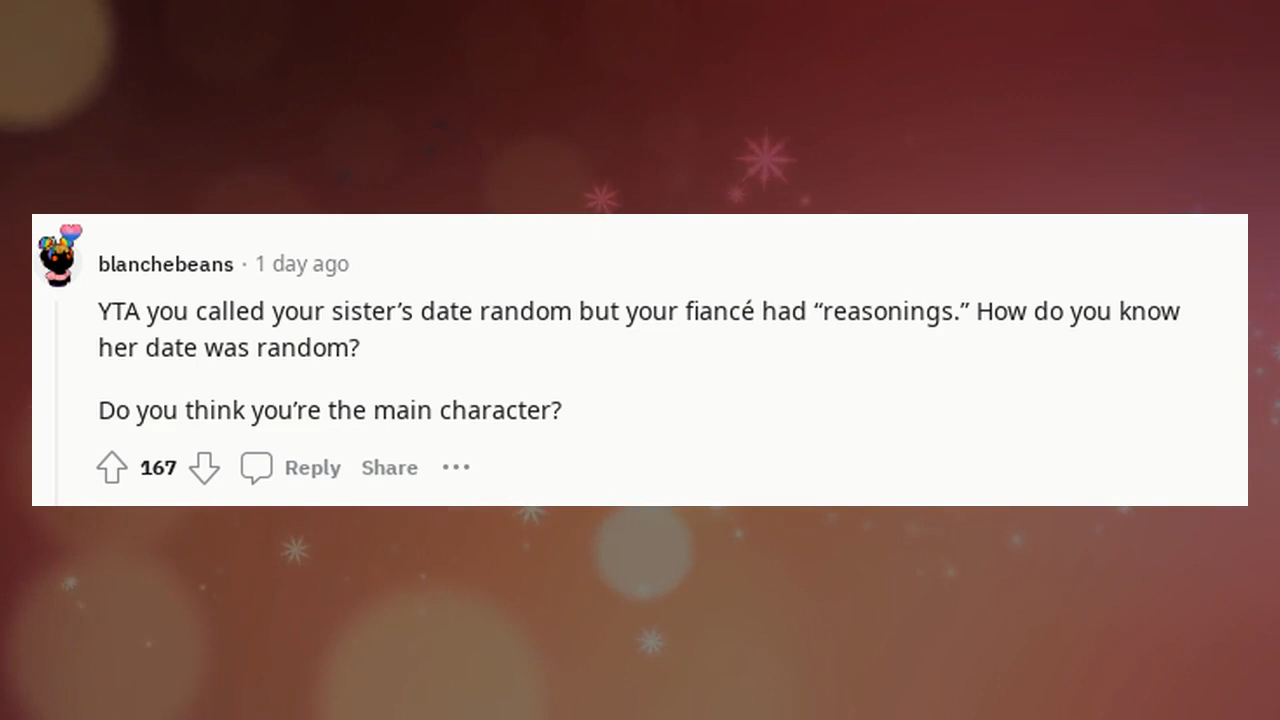 blanchebeans · 1 day ago
YTA you called your sister’s date random but your fiancé had “reasonings.” How do you know
her date was random?
Do you think you’re the main character?
167 Reply Share ···